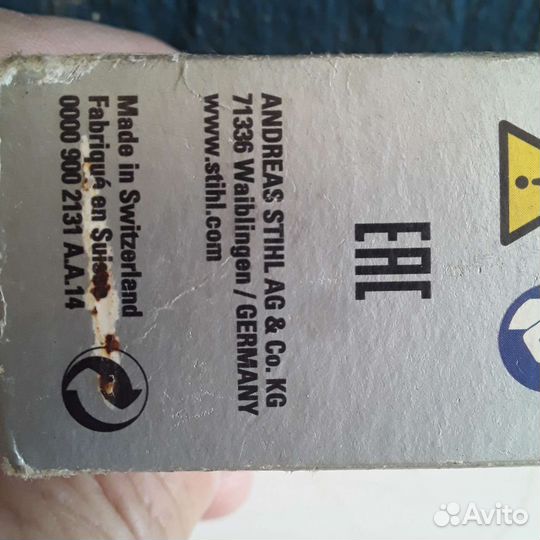 EAC
ANDREAS STIHL AG & Co. KG
71336 Waiblingen / GERMANY
www.stihl.com
Made in Switzerland
Fabriqué en Suisse
0000 900 2131 A.A.14
Avito